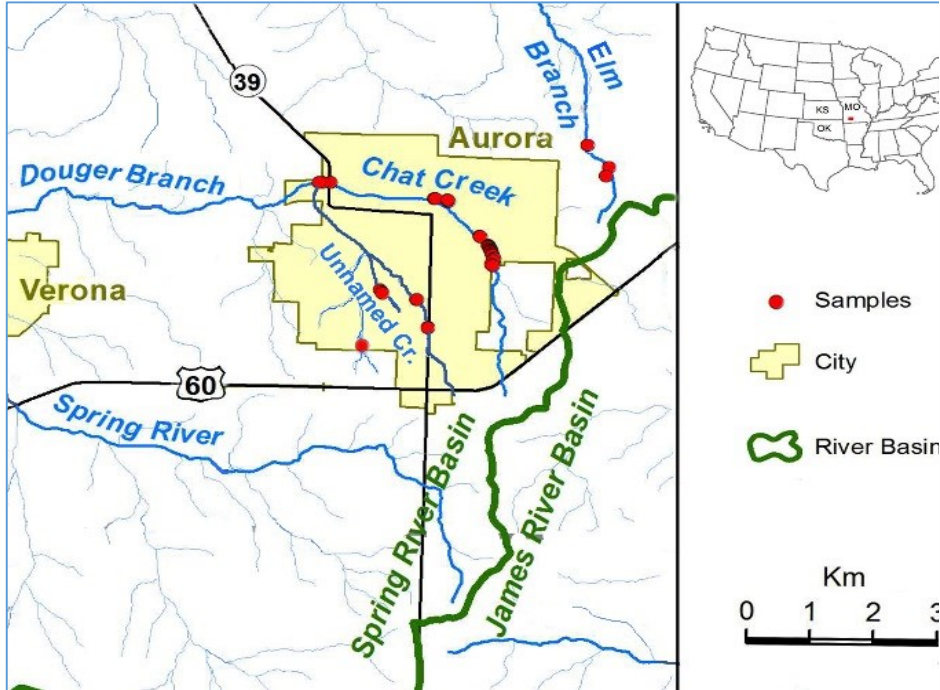 39
Elm
Branch
Aurora
Douger Branch
Chat Creek
Verona
Unnamed Cr.
60
Spring River
Spring River Basin
James River Basin
KS
MO
OK
Samples
City
River Basin
Km
0 1 2 3